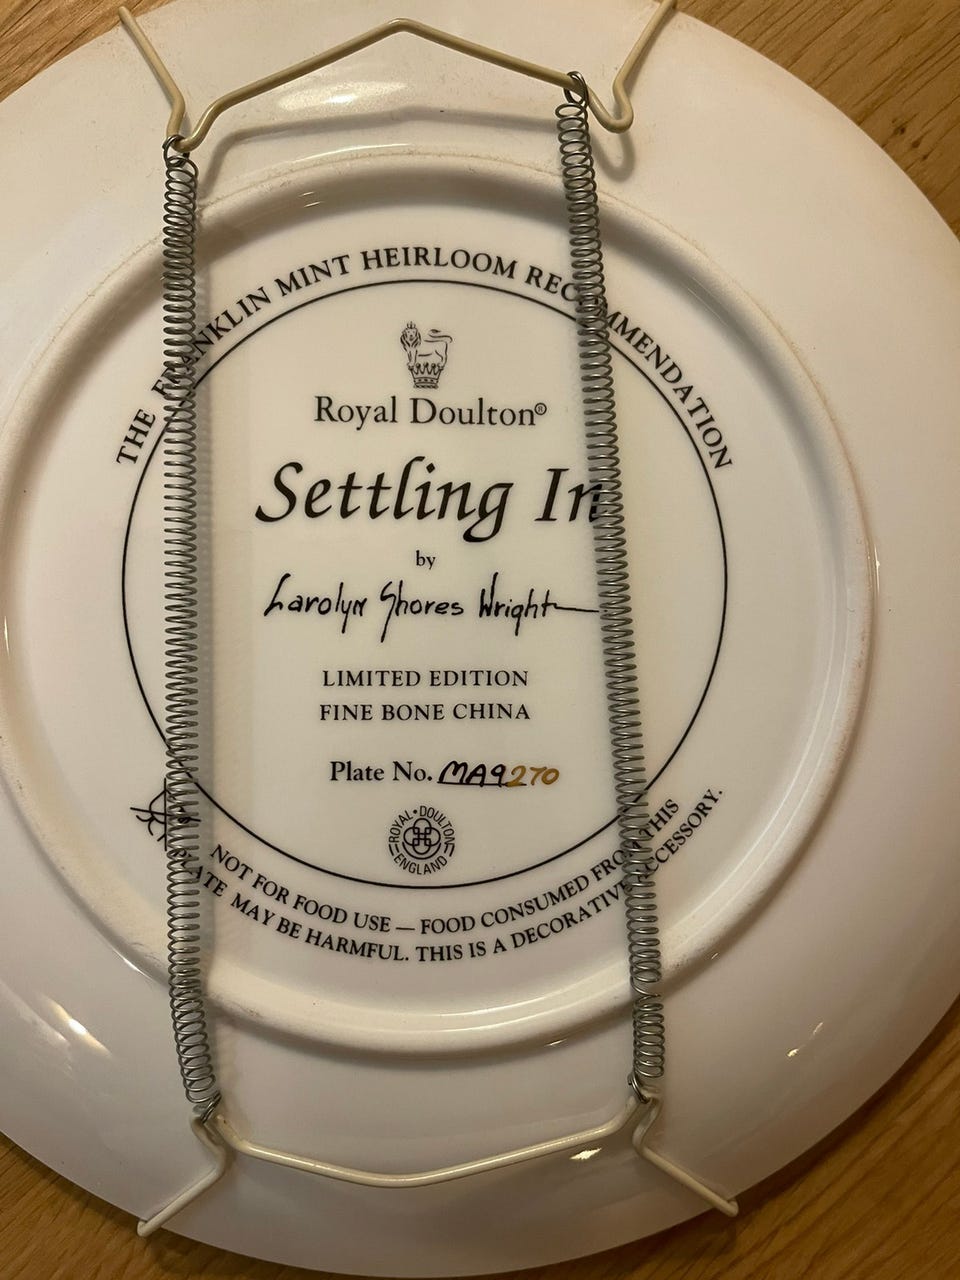 THE FRANKLIN MINT HEIRLOOM RECOMMENDATION
Royal Doulton®
Settling In
by
Carolyn Shores Wright
LIMITED EDITION
FINE BONE CHINA
Plate No. MA9270
ROYAL • DOULTON
ENGLAND
NOT FOR FOOD USE — FOOD CONSUMED FROM THIS
PLATE MAY BE HARMFUL. THIS IS A DECORATIVE ACCESSORY.